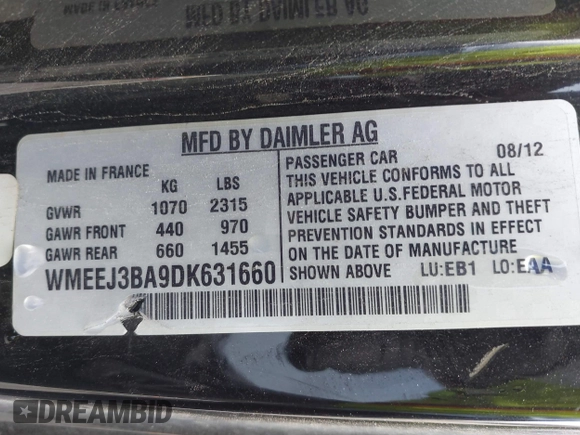 MFD BY DAIMLER AG
MADE IN FRANCE
KG LBS
GVWR 1070 2315
GAWR FRONT 440 970
GAWR REAR 660 1455
WMEEJ3BA9DK631660
PASSENGER CAR 08/12
THIS VEHICLE CONFORMS TO ALL
APPLICABLE U.S.FEDERAL MOTOR
VEHICLE SAFETY BUMPER AND THEFT
PREVENTION STANDARDS IN EFFECT
ON THE DATE OF MANUFACTURE
SHOWN ABOVE LU:EB1 LO:EAA
DREAMBID